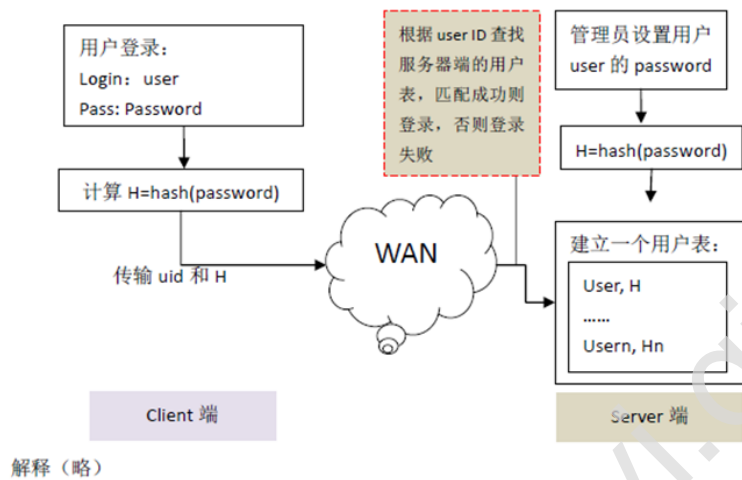 用户登录：
Login：user
Pass: Password
计算 H=hash(password)
传输 uid 和 H
WAN
根据 user ID 查找
服务器端的用户
表，匹配成功则
登录，否则登录
失败
管理员设置用户
user 的 password
H=hash(password)
建立一个用户表：
User, H
......
Usern, Hn
Client 端
Server 端
解释（略）